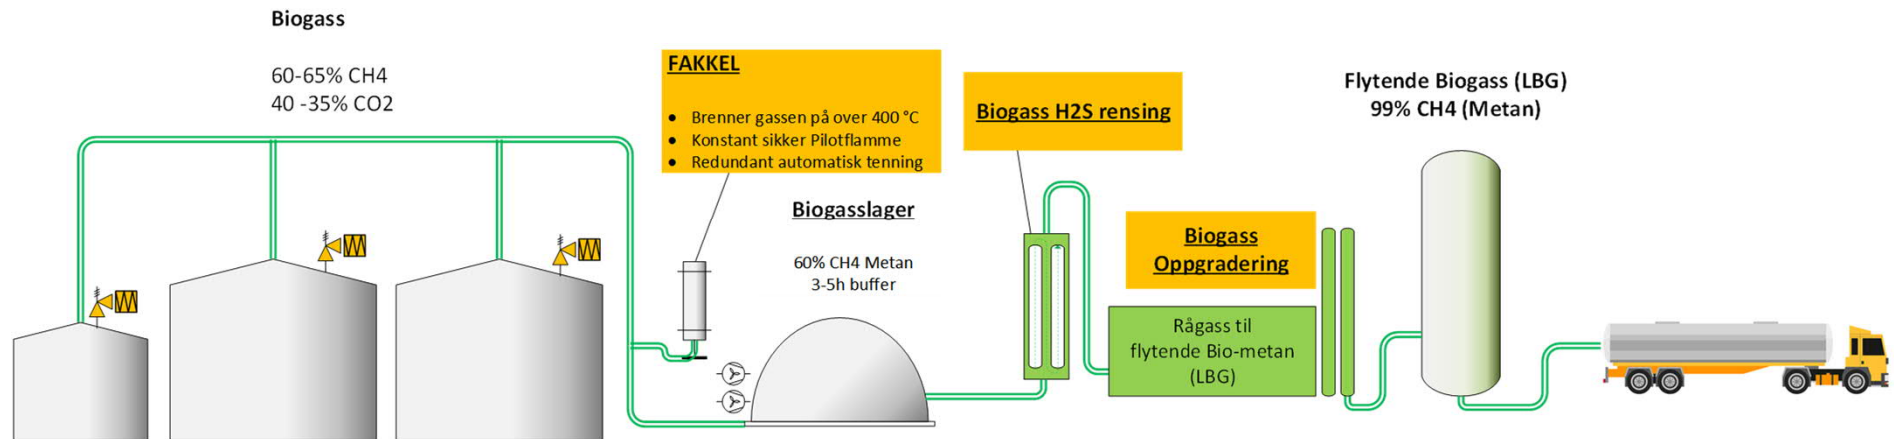 Biogass
60-65% CH4
40 -35% CO2
FAKKEL
● Brenner gassen på over 400 °C
● Konstant sikker Pilotflamme
● Redundant automatisk tenning
Biogasslager
60% CH4 Metan
3-5h buffer
Biogass H2S rensing
Biogass
Oppgradering
Rågass til
flytende Bio-metan
(LBG)
Flytende Biogass (LBG)
99% CH4 (Metan)